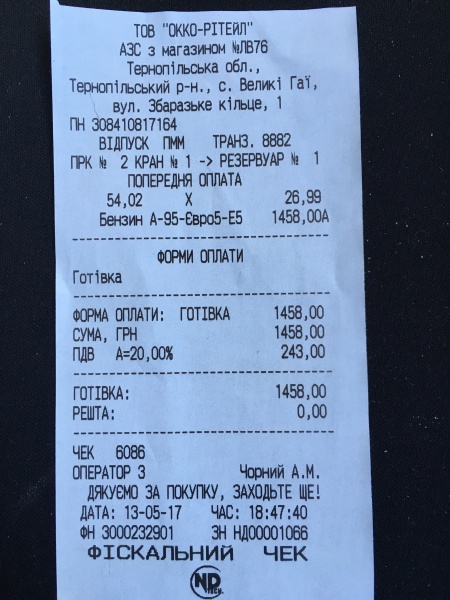 ТОВ "ОККО-РІТЕЙЛ"
АЗС з магазином №ЛВ76
Тернопільська обл.,
Тернопільський р-н., с. Великі Гаї,
вул. Збаразьке кільце, 1
ПН 308410817164
ВІДПУСК ПММ ТРАНЗ. 8882
ПРК № 2 КРАН № 1 -> РЕЗЕРВУАР № 1
ПОПЕРЕДНЯ ОПЛАТА
54,02 X 26,99
Бензин А-95-Євро5-Е5 1458,00А
ФОРМИ ОПЛАТИ
Готівка
ФОРМА ОПЛАТИ: ГОТІВКА 1458,00
СУМА, ГРН 1458,00
ПДВ А=20,00% 243,00
ГОТІВКА: 1458,00
РЕШТА: 0,00
ЧЕК 6086
ОПЕРАТОР 3 Чорний А.М.
ДЯКУЄМО ЗА ПОКУПКУ, ЗАХОДЬТЕ ЩЕ!
ДАТА: 13-05-17 ЧАС: 18:47:40
ФН 3000232901 ЗН НД00001066
ФІСКАЛЬНИЙ ЧЕК